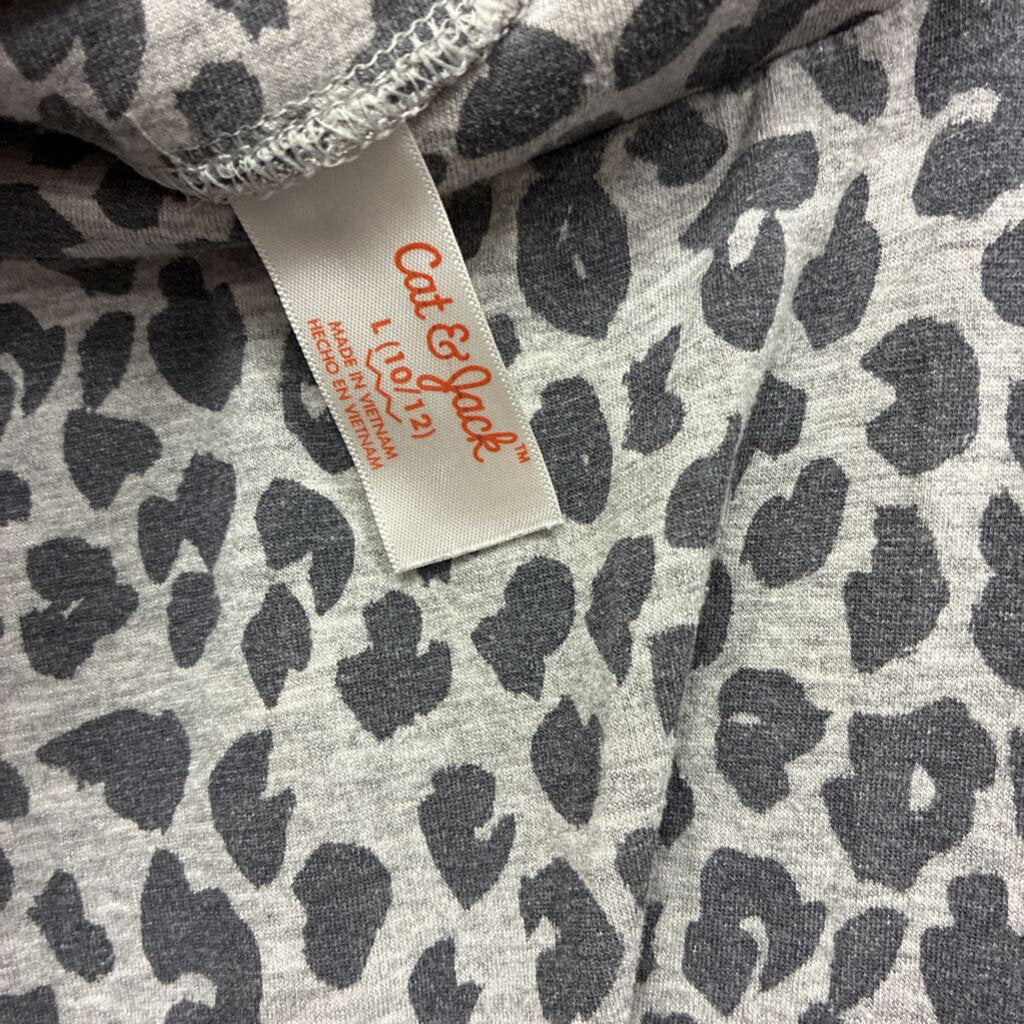 Cat & Jack™
L (10/12)
MADE IN VIETNAM
HECHO EN VIETNAM